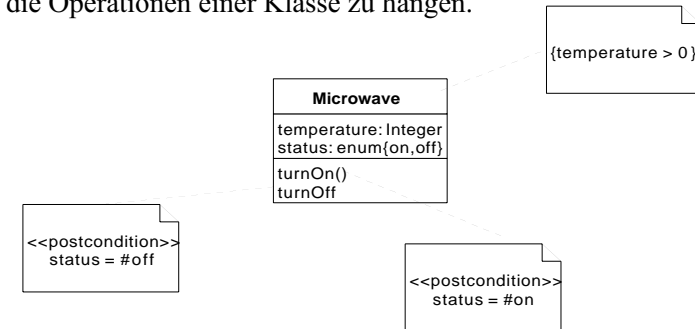 die Operationen einer Klasse zu hängen.
{temperature > 0}
Microwave
temperature: Integer
status: enum{on,off}
turnOn()
turnOff
<<postcondition>>
status = #off
<<postcondition>>
status = #on